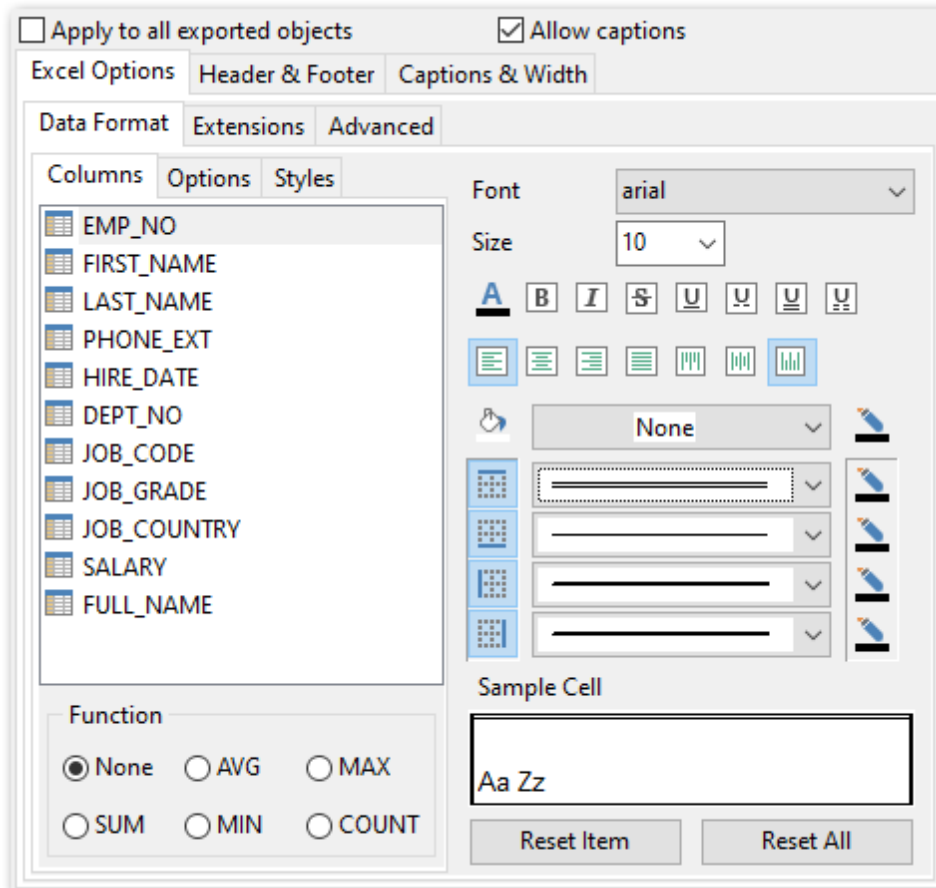 Apply to all exported objects
Allow captions
Excel Options
Header & Footer
Captions & Width
Data Format
Extensions
Advanced
Columns
Options
Styles
EMP_NO
FIRST_NAME
LAST_NAME
PHONE_EXT
HIRE_DATE
DEPT_NO
JOB_CODE
JOB_GRADE
JOB_COUNTRY
SALARY
FULL_NAME
Function
None
AVG
MAX
SUM
MIN
COUNT
Font
arial
Size
10
A
B
I
S
U
U
U
U
None
Sample Cell
Aa Zz
Reset Item
Reset All